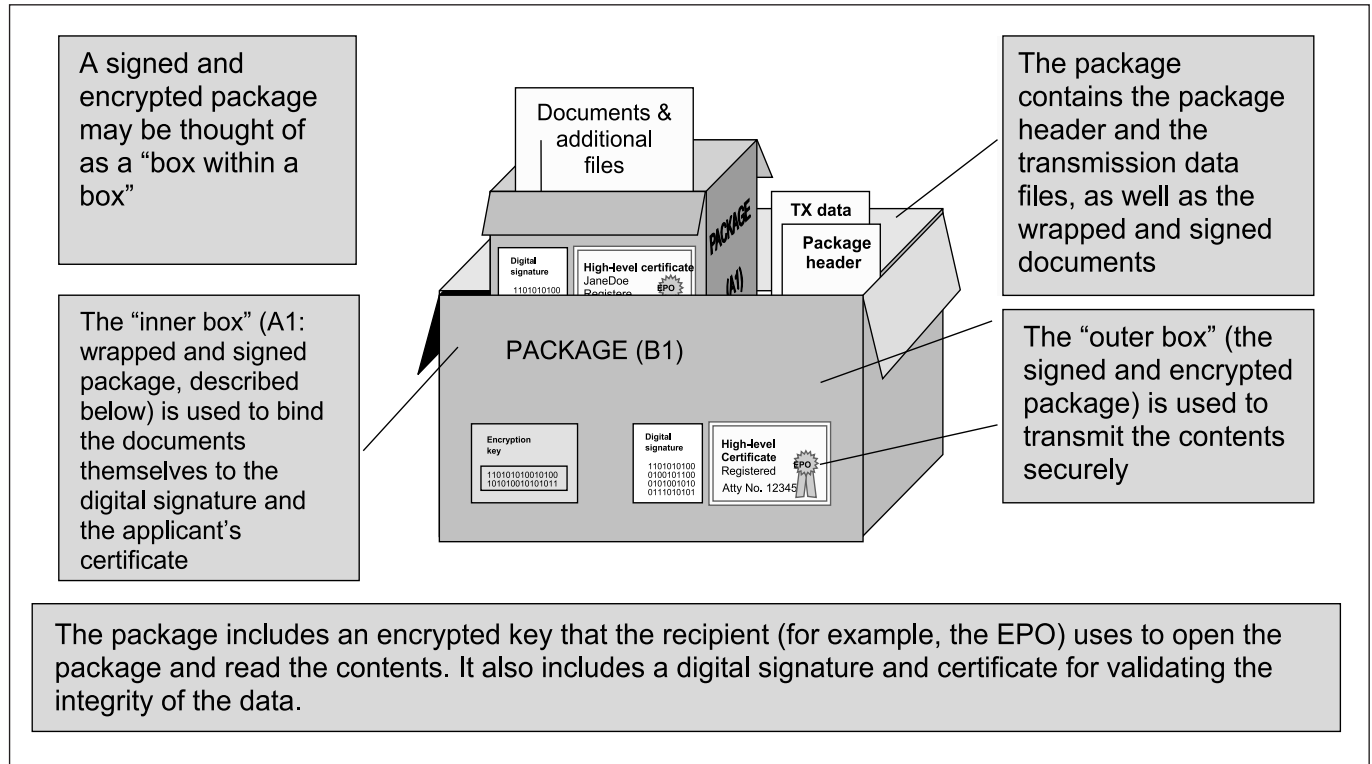 A signed and
encrypted package
may be thought of
as a “box within a
box”
Documents &
additional
files
The package
contains the package
header and the
transmission data
files, as well as the
wrapped and signed
documents
TX data
Package
header
PACKAGE
(A1)
Digital
signature
1101010100
High-level certificate
JaneDoe
Registere
EPO
The “inner box” (A1:
wrapped and signed
package, described
below) is used to bind
the documents
themselves to the
digital signature and
the applicant’s
certificate
PACKAGE (B1)
Encryption
key
110101010010100
101010010101011
Digital
signature
1101010100
0100101100
0101001010
0111010101
High-level
Certificate
Registered
Atty No. 12345
EPO
The “outer box” (the
signed and encrypted
package) is used to
transmit the contents
securely
The package includes an encrypted key that the recipient (for example, the EPO) uses to open the
package and read the contents. It also includes a digital signature and certificate for validating the
integrity of the data.